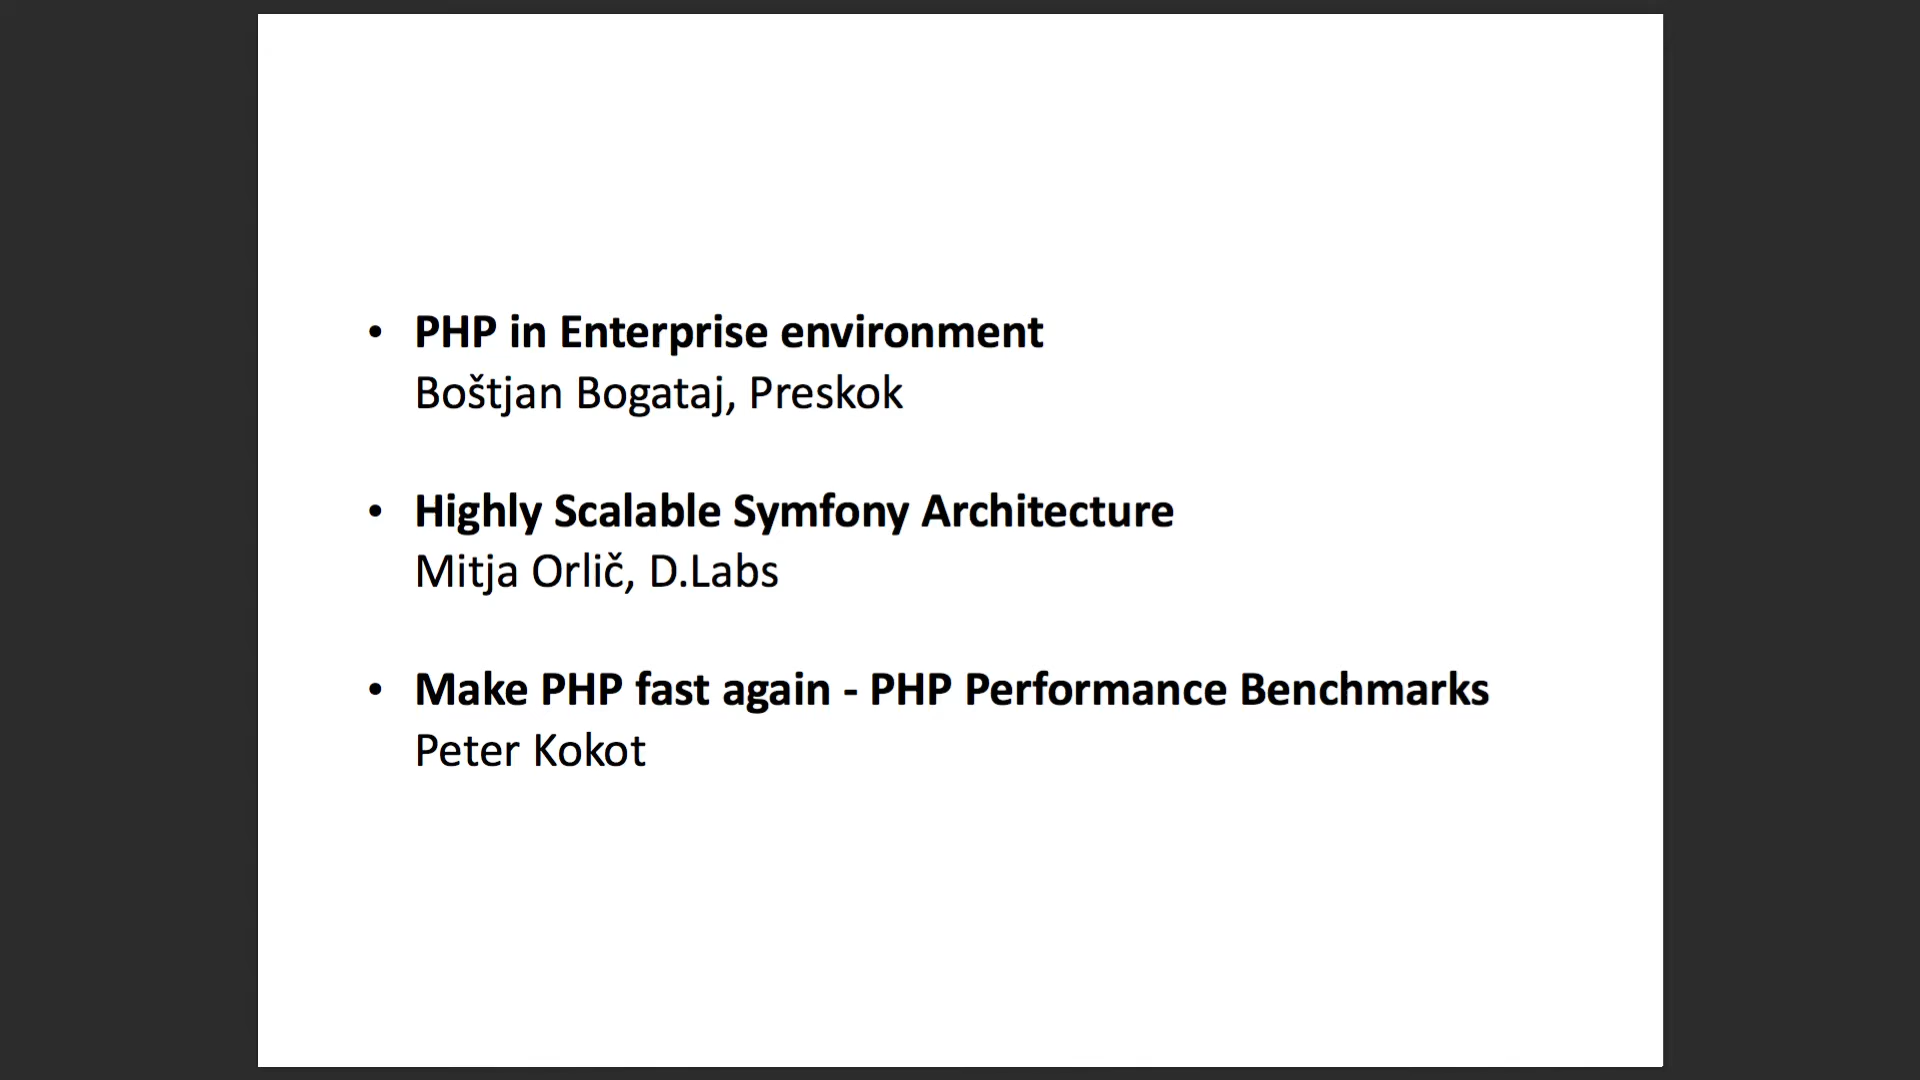 • PHP in Enterprise environment
Boštjan Bogataj, Preskok
• Highly Scalable Symfony Architecture
Mitja Orlič, D.Labs
• Make PHP fast again - PHP Performance Benchmarks
Peter Kokot